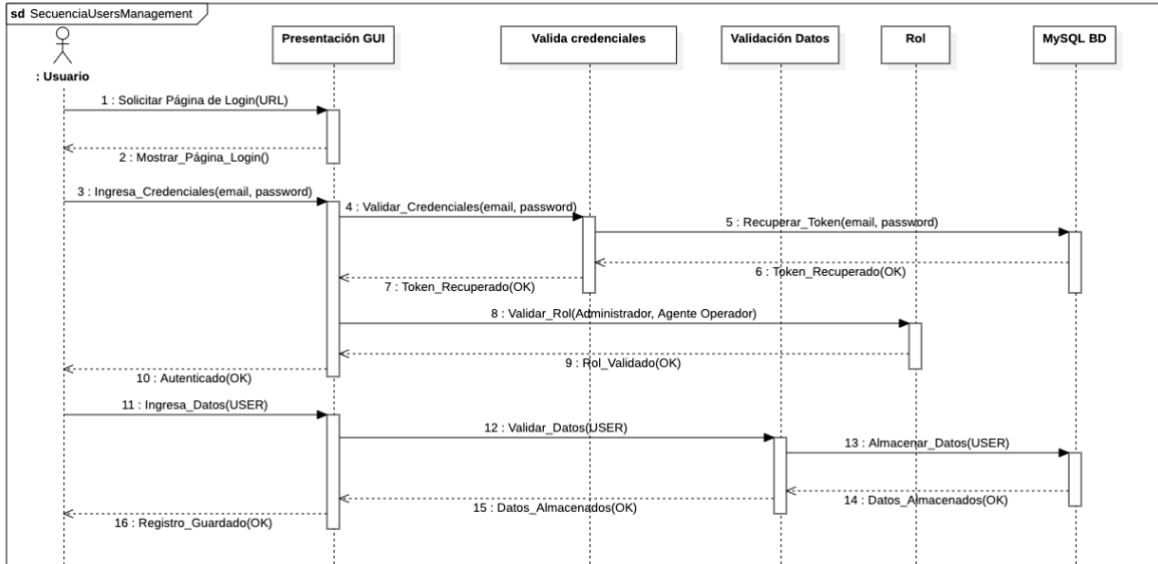 sd SecuenciaUsersManagement
Presentación GUI
Valida credenciales
Validación Datos
Rol
MySQL BD
: Usuario
1 : Solicitar Página de Login(URL)
2 : Mostrar_Página_Login()
3 : Ingresa_Credenciales(email, password)
4 : Validar_Credenciales(email, password)
5 : Recuperar_Token(email, password)
6 : Token_Recuperado(OK)
7 : Token_Recuperado(OK)
8 : Validar_Rol(Administrador, Agente Operador)
9 : Rol_Validado(OK)
10 : Autenticado(OK)
11 : Ingresa_Datos(USER)
12 : Validar_Datos(USER)
13 : Almacenar_Datos(USER)
14 : Datos_Almacenados(OK)
15 : Datos_Almacenados(OK)
16 : Registro_Guardado(OK)